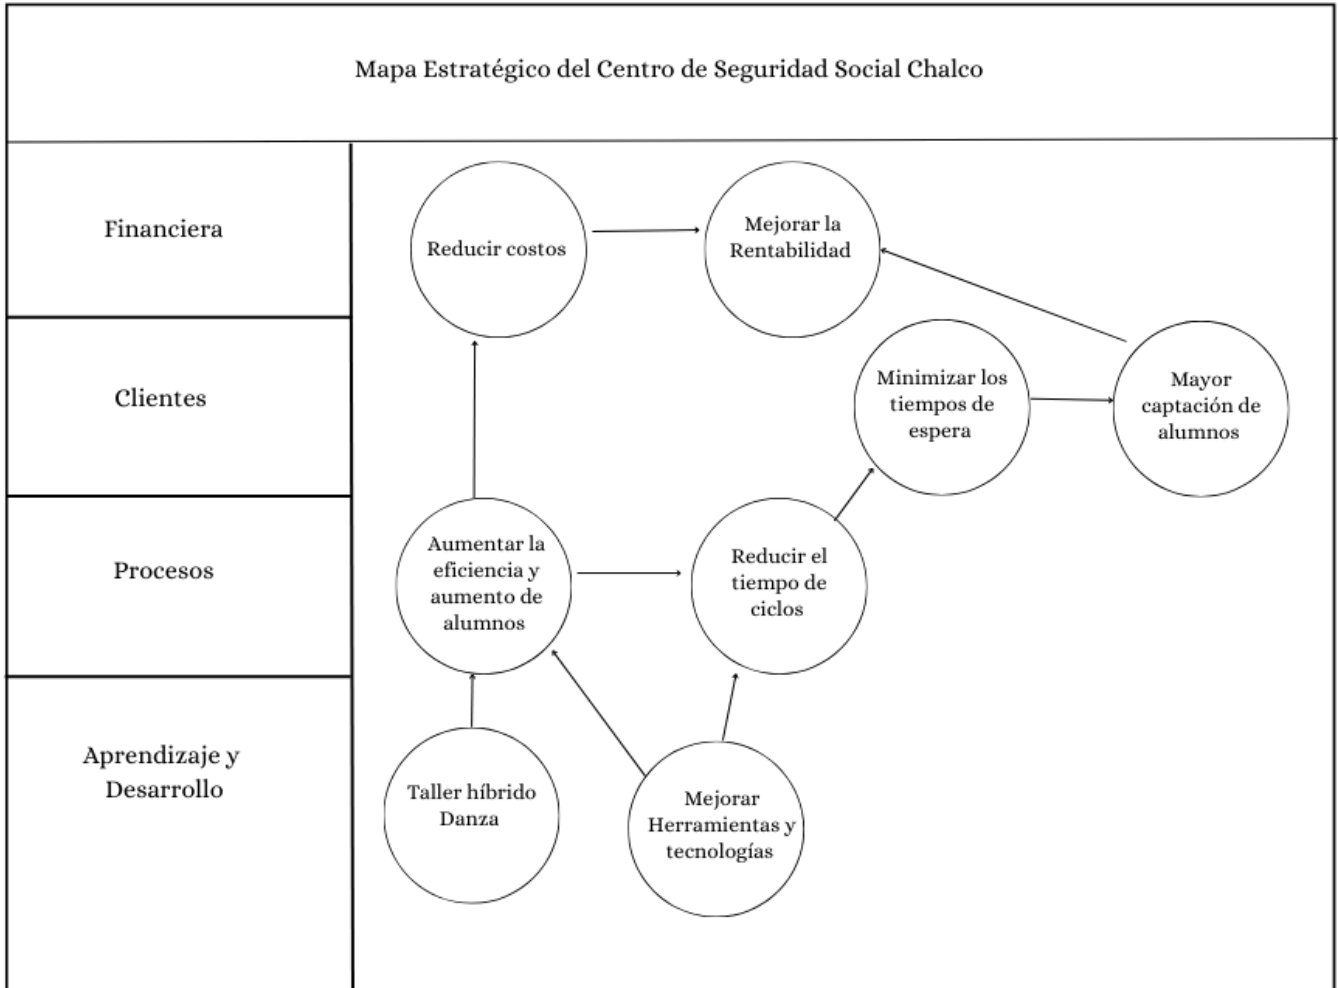 Mapa Estratégico del Centro de Seguridad Social Chalco
Financiera
Reducir costos
Mejorar la
Rentabilidad
Clientes
Minimizar los
tiempos de
espera
Mayor
captación de
alumnos
Procesos
Aumentar la
eficiencia y
aumento de
alumnos
Reducir el
tiempo de
ciclos
Aprendizaje y
Desarrollo
Taller híbrido
Danza
Mejorar
Herramientas y
tecnologías